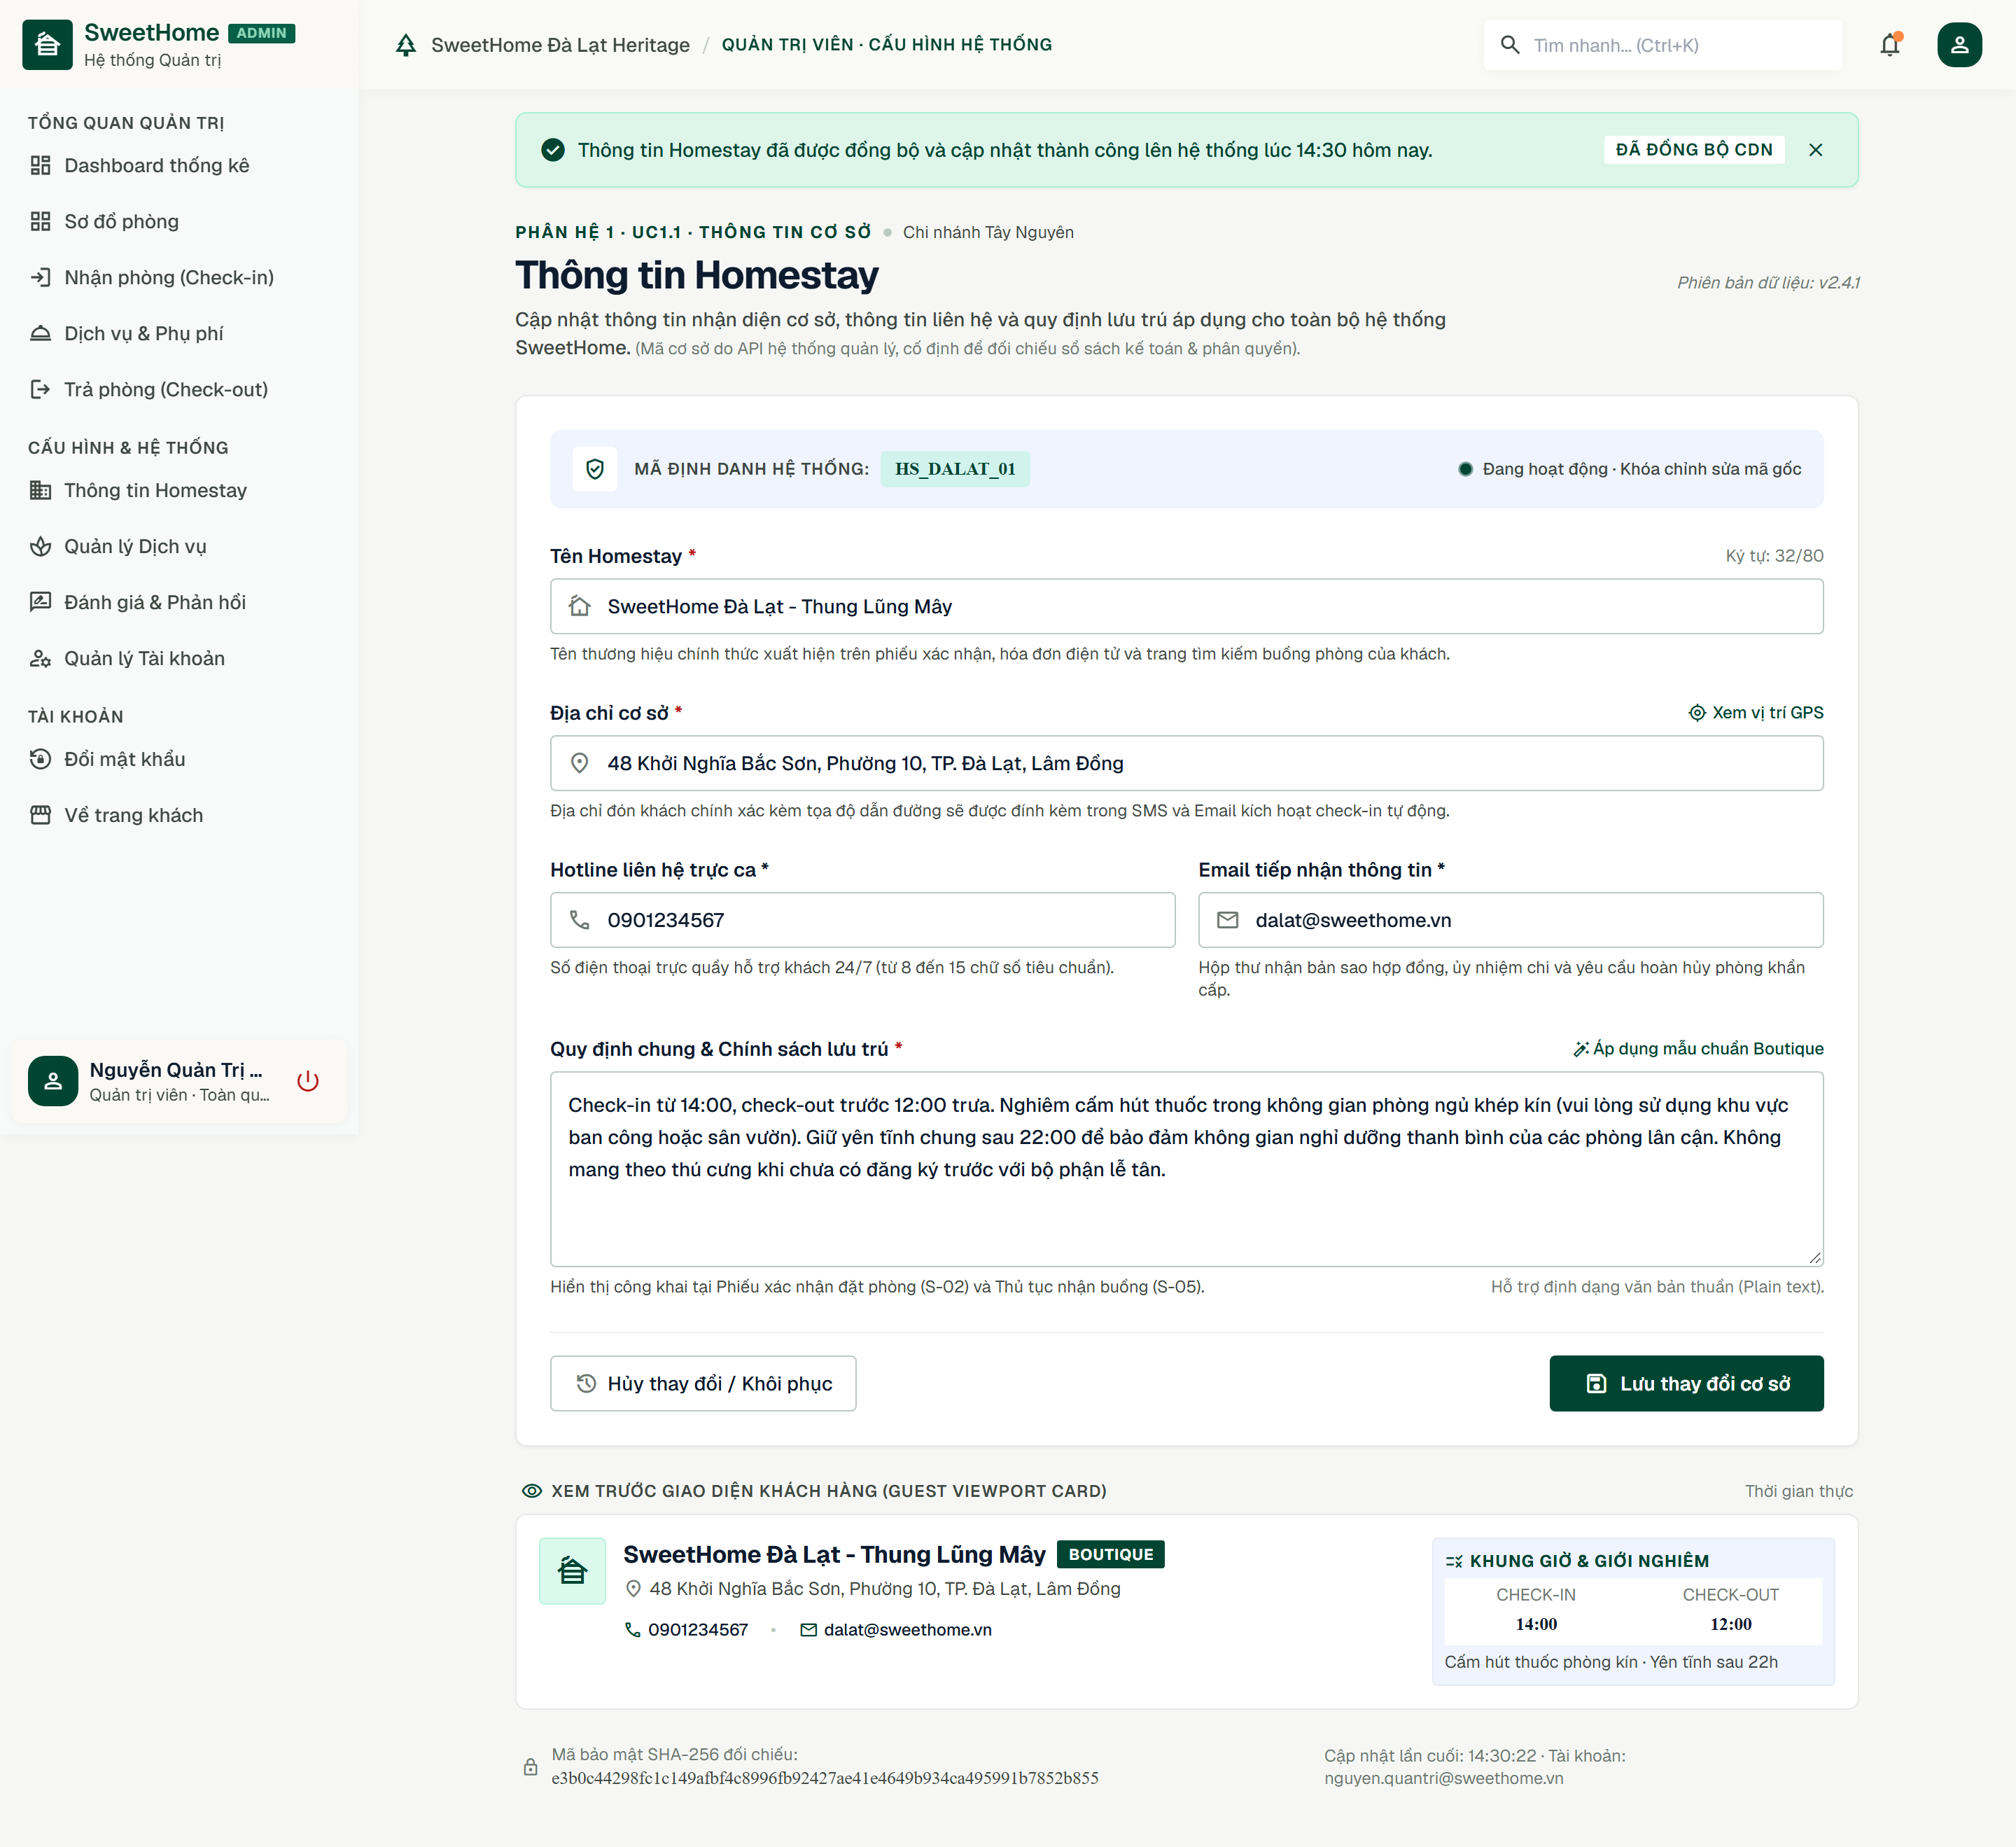 SweetHome ADMIN
Hệ thống Quản trị
SweetHome Đà Lạt Heritage / QUẢN TRỊ VIÊN · CẤU HÌNH HỆ THỐNG
Tìm nhanh... (Ctrl+K)
TỔNG QUAN QUẢN TRỊ
Dashboard thống kê
Sơ đồ phòng
Nhận phòng (Check-in)
Dịch vụ & Phụ phí
Trả phòng (Check-out)
CẤU HÌNH & HỆ THỐNG
Thông tin Homestay
Quản lý Dịch vụ
Đánh giá & Phản hồi
Quản lý Tài khoản
TÀI KHOẢN
Đổi mật khẩu
Về trang khách
Nguyễn Quản Trị ...
Quản trị viên · Toàn qu...
Thông tin Homestay đã được đồng bộ và cập nhật thành công lên hệ thống lúc 14:30 hôm nay.
ĐÃ ĐỒNG BỘ CDN
PHÂN HỆ 1 · UC1.1 · THÔNG TIN CƠ SỞ • Chi nhánh Tây Nguyên
Thông tin Homestay
Phiên bản dữ liệu: v2.4.1
Cập nhật thông tin nhận diện cơ sở, thông tin liên hệ và quy định lưu trú áp dụng cho toàn bộ hệ thống
SweetHome. (Mã cơ sở do API hệ thống quản lý, cố định để đối chiếu sổ sách kế toán & phân quyền).
MÃ ĐỊNH DANH HỆ THỐNG: HS_DALAT_01
Đang hoạt động · Khóa chỉnh sửa mã gốc
Tên Homestay *
Ký tự: 32/80
SweetHome Đà Lạt - Thung Lũng Mây
Tên thương hiệu chính thức xuất hiện trên phiếu xác nhận, hóa đơn điện tử và trang tìm kiếm buồng phòng của khách.
Địa chỉ cơ sở *
Xem vị trí GPS
48 Khởi Nghĩa Bắc Sơn, Phường 10, TP. Đà Lạt, Lâm Đồng
Địa chỉ đón khách chính xác kèm tọa độ dẫn đường sẽ được đính kèm trong SMS và Email kích hoạt check-in tự động.
Hotline liên hệ trực ca *
0901234567
Số điện thoại trực quầy hỗ trợ khách 24/7 (từ 8 đến 15 chữ số tiêu chuẩn).
Email tiếp nhận thông tin *
dalat@sweethome.vn
Hộp thư nhận bản sao hợp đồng, ủy nhiệm chi và yêu cầu hoàn hủy phòng khẩn
cấp.
Quy định chung & Chính sách lưu trú *
Áp dụng mẫu chuẩn Boutique
Check-in từ 14:00, check-out trước 12:00 trưa. Nghiêm cấm hút thuốc trong không gian phòng ngủ khép kín (vui lòng sử dụng khu vực
ban công hoặc sân vườn). Giữ yên tĩnh chung sau 22:00 để bảo đảm không gian nghỉ dưỡng thanh bình của các phòng lân cận. Không
mang theo thú cưng khi chưa có đăng ký trước với bộ phận lễ tân.
Hiển thị công khai tại Phiếu xác nhận đặt phòng (S-02) và Thủ tục nhận buồng (S-05).
Hỗ trợ định dạng văn bản thuần (Plain text).
Hủy thay đổi / Khôi phục
Lưu thay đổi cơ sở
XEM TRƯỚC GIAO DIỆN KHÁCH HÀNG (GUEST VIEWPORT CARD)
Thời gian thực
SweetHome Đà Lạt - Thung Lũng Mây BOUTIQUE
48 Khởi Nghĩa Bắc Sơn, Phường 10, TP. Đà Lạt, Lâm Đồng
0901234567 • dalat@sweethome.vn
KHUNG GIỜ & GIỚI NGHIÊM
CHECK-IN CHECK-OUT
14:00 12:00
Cấm hút thuốc phòng kín · Yên tĩnh sau 22h
Mã bảo mật SHA-256 đối chiếu:
e3b0c44298fc1c149afbf4c8996fb92427ae41e4649b934ca495991b7852b855
Cập nhật lần cuối: 14:30:22 · Tài khoản:
nguyen.quantri@sweethome.vn